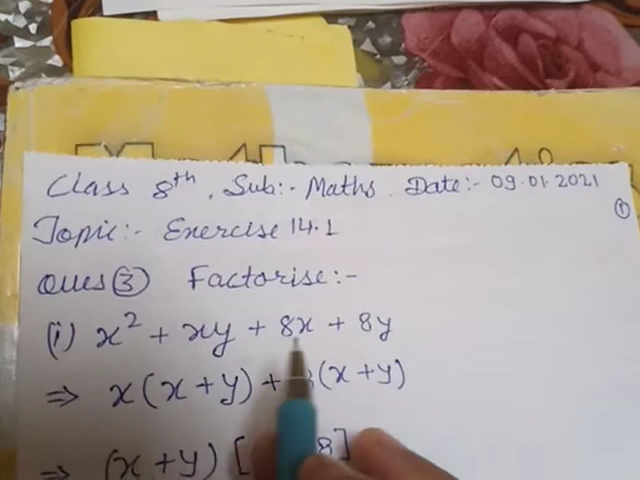 Class 8th, Sub:- Maths. Date:- 09.01.2021
①
Topic:- Exercise 14.1
Ques ③ Factorise:-
(i) x² + xy + 8x + 8y
⇒ x(x+y) + (x+y)
⇒ (x+y) [ 8]